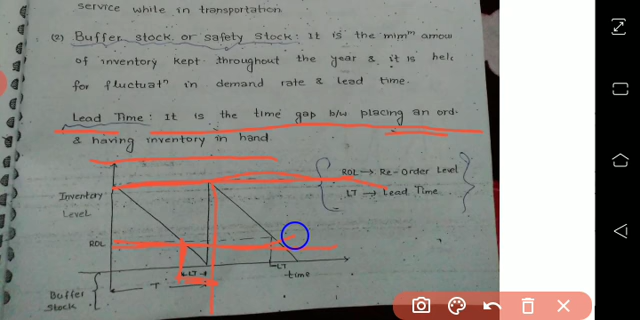 service while in transportation.
(2) Buffer stock or safety stock: It is the mimᵐ amou
of inventory kept throughout the year & it is hel
for fluctuatⁿ in demand rate & lead time.
Lead Time: It is the time gap b/w placing an ord
& having inventory in hand.
ROL → Re-Order Level
LT → Lead Time
Inventory
Level
ROL
LT
LT
time
T
Buffer
Stock